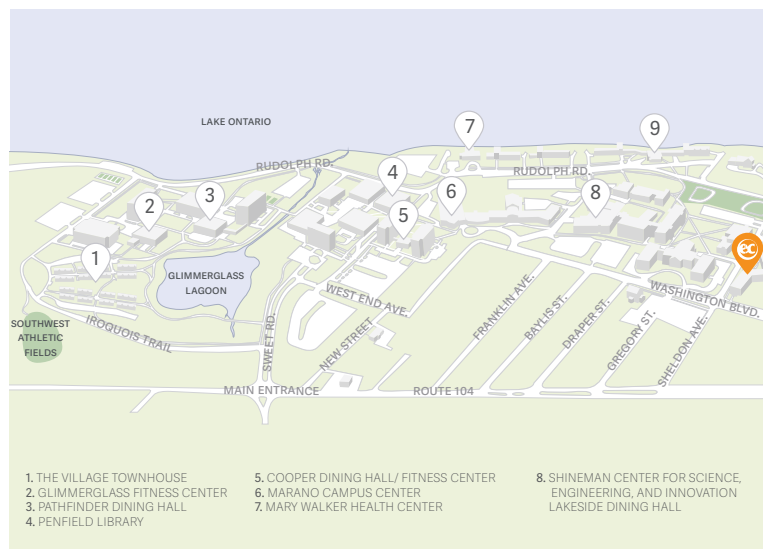 LAKE ONTARIO
7
9
RUDOLPH RD.
RUDOLPH RD.
4
3
6
8
2
5
1
ec
GLIMMERGLASS
LAGOON
WEST END AVE.
FRANKLIN AVE.
BAYLIS ST.
DRAPER ST.
GREGORY ST.
SHELDON AVE.
WASHINGTON BLVD.
SOUTHWEST
ATHLETIC
FIELDS
IROQUOIS TRAIL
SWEET RD.
NEW STREET
MAIN ENTRANCE
ROUTE 104
1. THE VILLAGE TOWNHOUSE
2. GLIMMERGLASS FITNESS CENTER
3. PATHFINDER DINING HALL
4. PENFIELD LIBRARY
5. COOPER DINING HALL/ FITNESS CENTER
6. MARANO CAMPUS CENTER
7. MARY WALKER HEALTH CENTER
8. SHINEMAN CENTER FOR SCIENCE,
ENGINEERING, AND INNOVATION
LAKESIDE DINING HALL